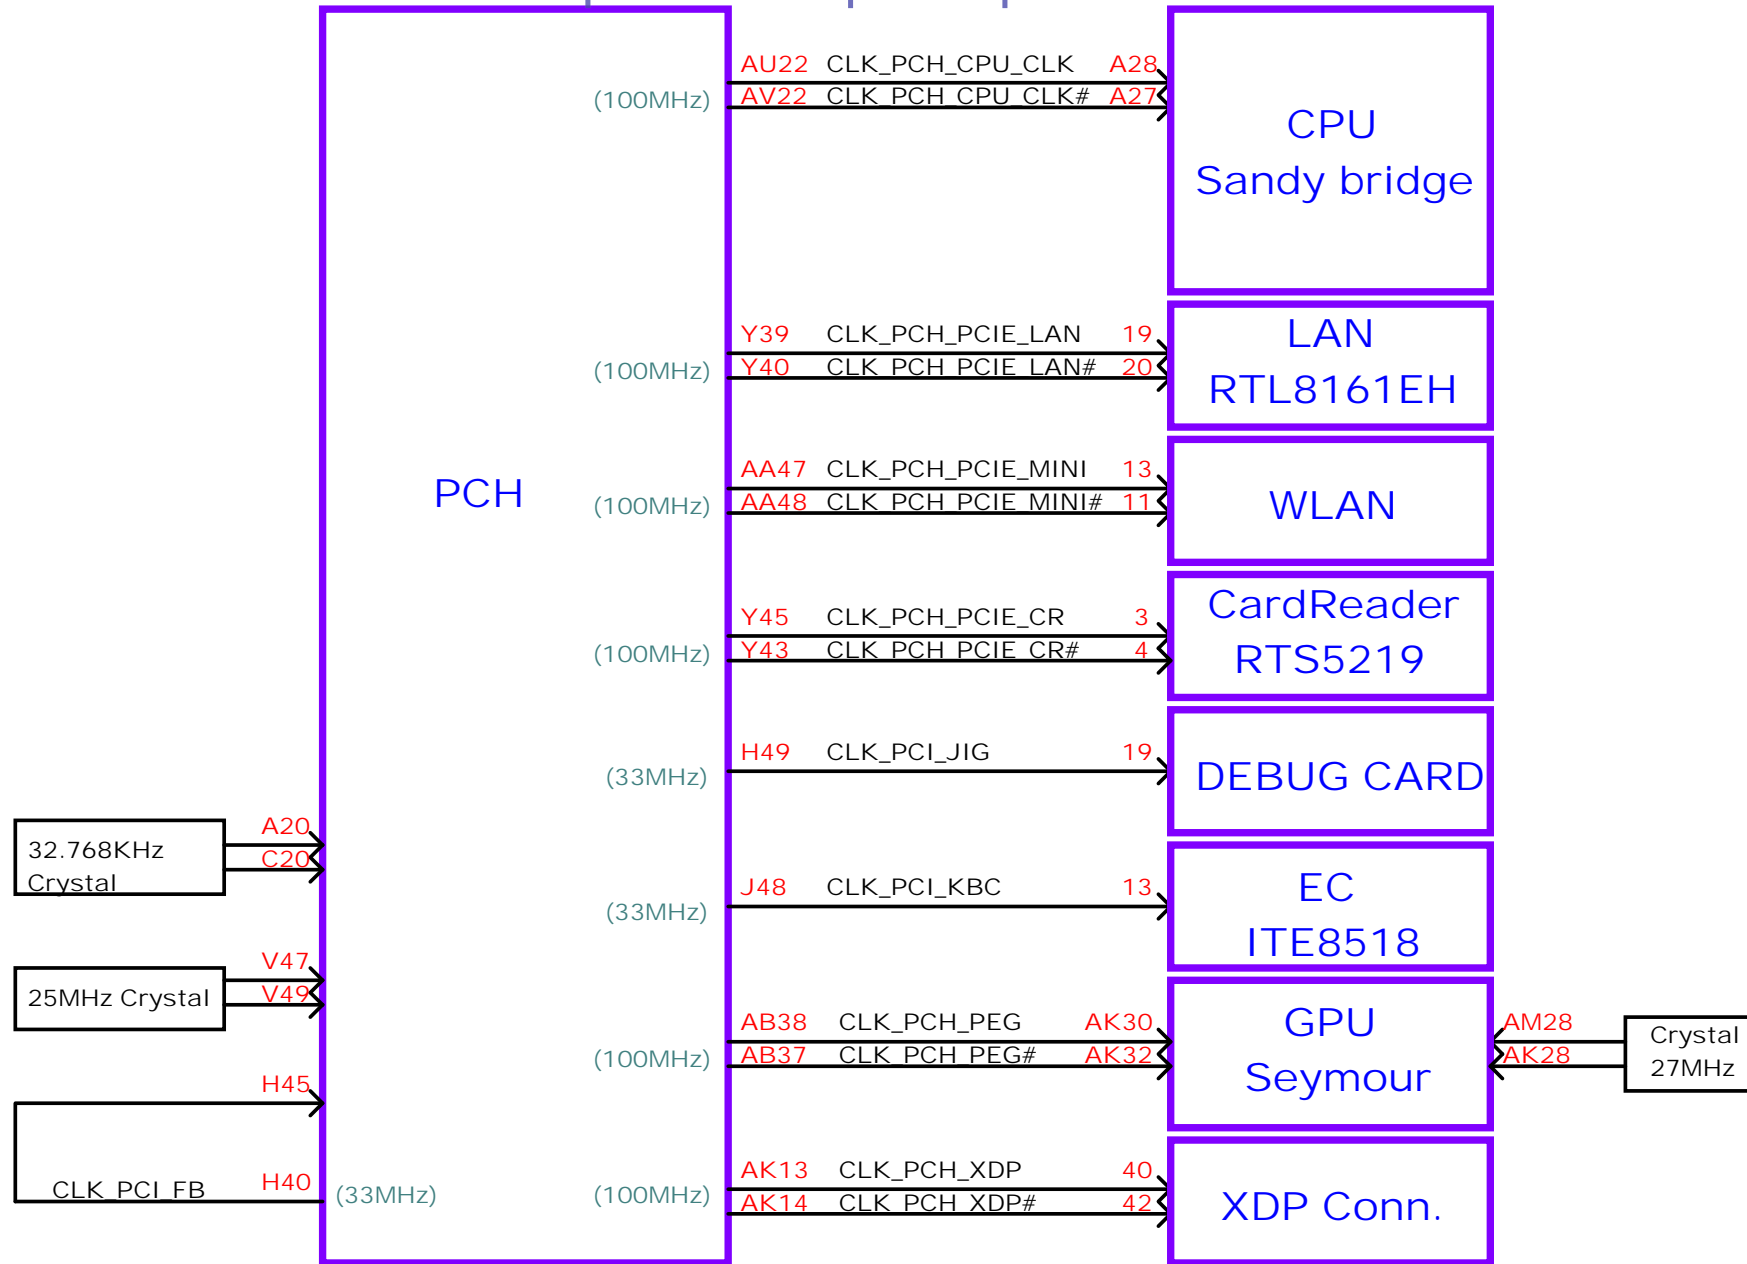 AU22 CLK_PCH_CPU_CLK A28
(100MHz) AV22 CLK_PCH_CPU_CLK# A27
CPU
Sandy bridge
Y39 CLK_PCH_PCIE_LAN 19
(100MHz) Y40 CLK_PCH_PCIE_LAN# 20
LAN
RTL8161EH
AA47 CLK_PCH_PCIE_MINI 13
(100MHz) AA48 CLK_PCH_PCIE_MINI# 11
WLAN
PCH
Y45 CLK_PCH_PCIE_CR 3
(100MHz) Y43 CLK_PCH_PCIE_CR# 4
CardReader
RTS5219
H49 CLK_PCI_JIG 19
(33MHz)
DEBUG CARD
32.768KHz
Crystal
A20
C20
J48 CLK_PCI_KBC 13
(33MHz)
EC
ITE8518
25MHz Crystal
V47
V49
AB38 CLK_PCH_PEG AK30
(100MHz) AB37 CLK_PCH_PEG# AK32
GPU
Seymour
AM28
AK28
Crystal
27MHz
H45
CLK_PCI_FB H40 (33MHz)
AK13 CLK_PCH_XDP 40
(100MHz) AK14 CLK_PCH_XDP# 42
XDP Conn.